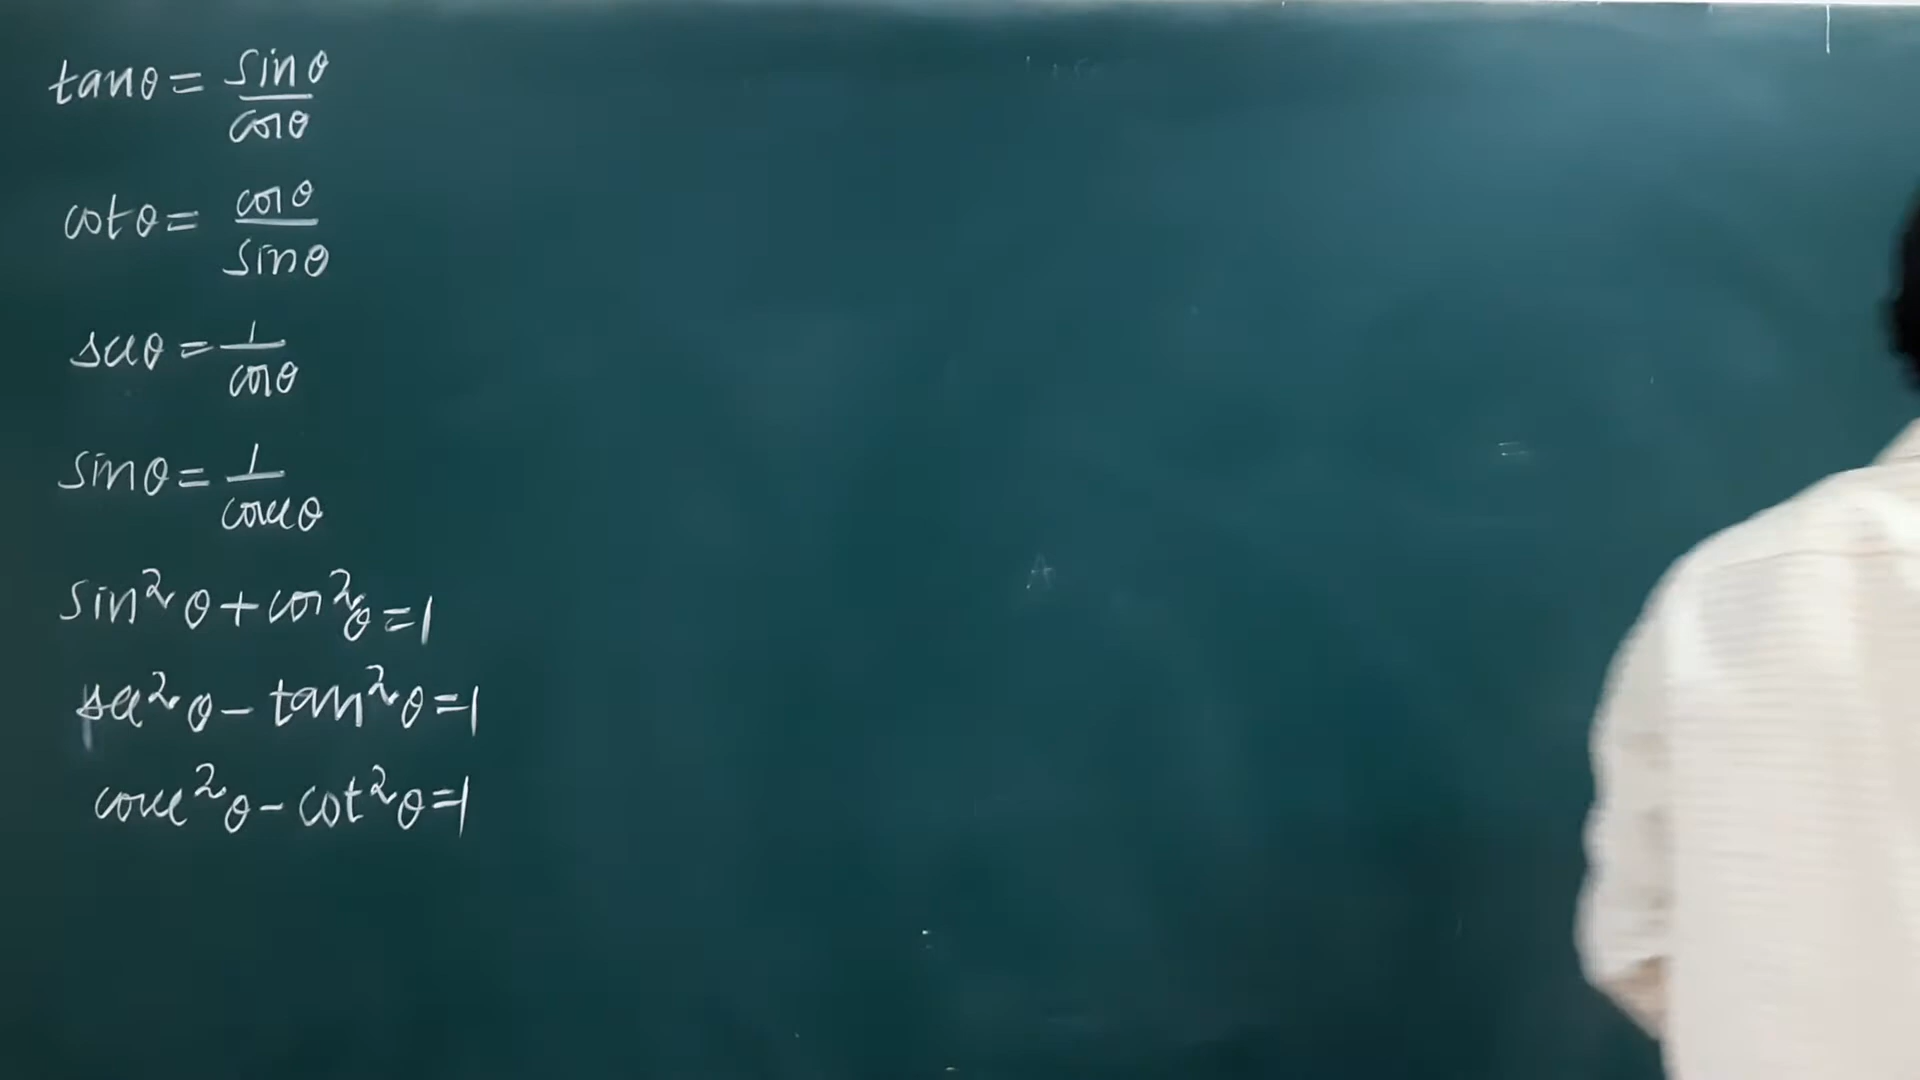 tanθ = sinθ/cosθ
cotθ = cosθ/sinθ
secθ = 1/cosθ
sinθ = 1/cosecθ
sin²θ + cos²θ = 1
sec²θ − tan²θ = 1
cosec²θ − cot²θ = 1